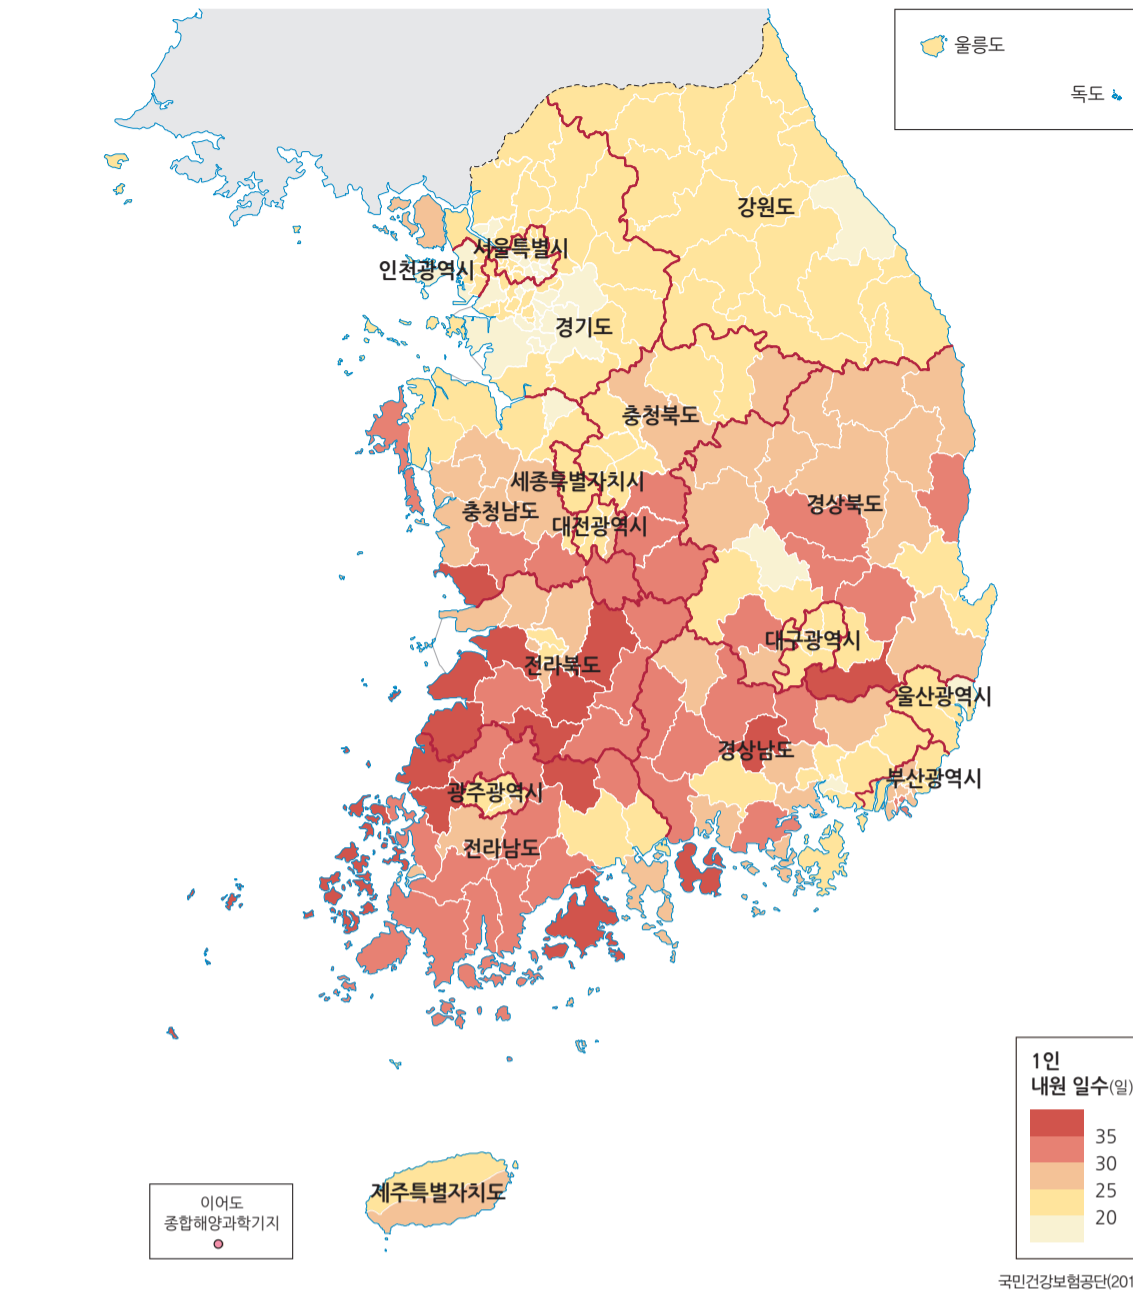 울릉도
독도
강원도
서울특별시
인천광역시
경기도
충청북도
세종특별자치시
충청남도
대전광역시
경상북도
대구광역시
전라북도
울산광역시
경상남도
부산광역시
광주광역시
전라남도
제주특별자치도
이어도
종합해양과학기지
1인
내원 일수(일)
35
30
25
20
국민건강보험공단(201